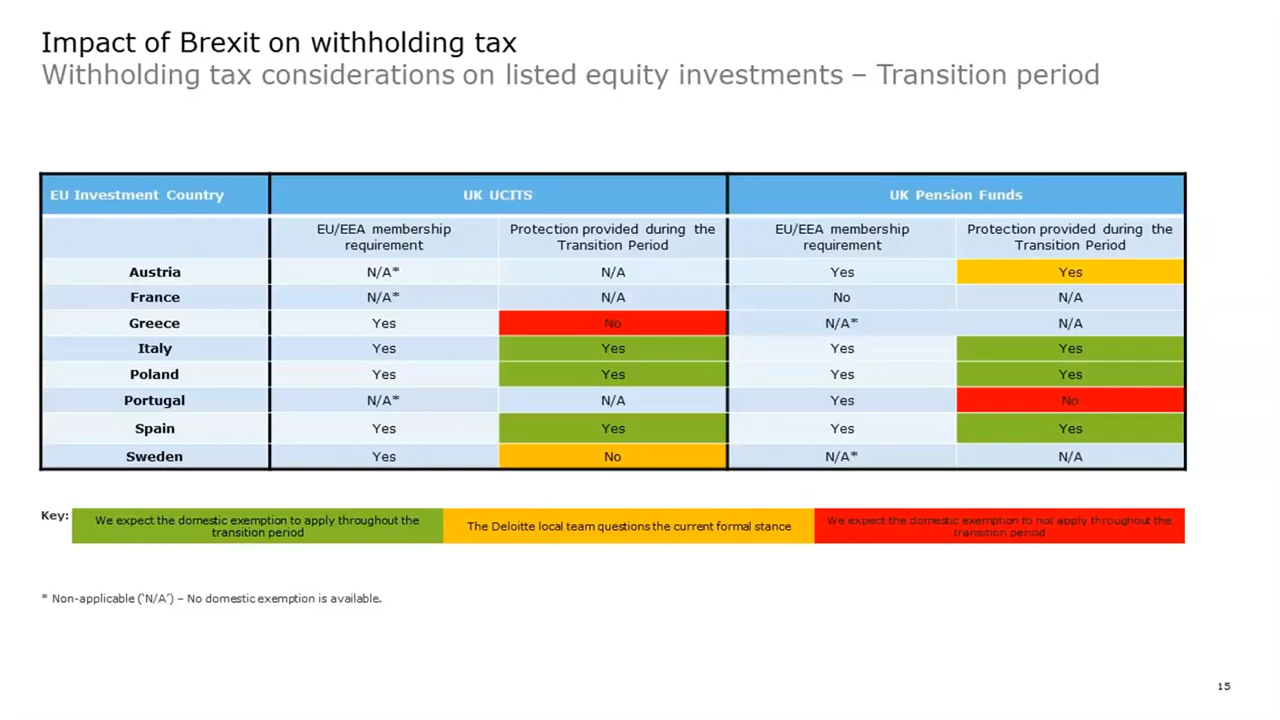 Impact of Brexit on withholding tax
Withholding tax considerations on listed equity investments – Transition period
EU Investment Country UK UCITS UK Pension Funds
EU/EEA membership requirement Protection provided during the Transition Period EU/EEA membership requirement Protection provided during the Transition Period
Austria N/A* N/A Yes Yes
France N/A* N/A No N/A
Greece Yes No N/A* N/A
Italy Yes Yes Yes Yes
Poland Yes Yes Yes Yes
Portugal N/A* N/A Yes No
Spain Yes Yes Yes Yes
Sweden Yes No N/A* N/A
Key:
We expect the domestic exemption to apply throughout the
transition period
The Deloitte local team questions the current formal stance
We expect the domestic exemption to not apply throughout the
transition period
* Non-applicable ('N/A') – No domestic exemption is available.
15